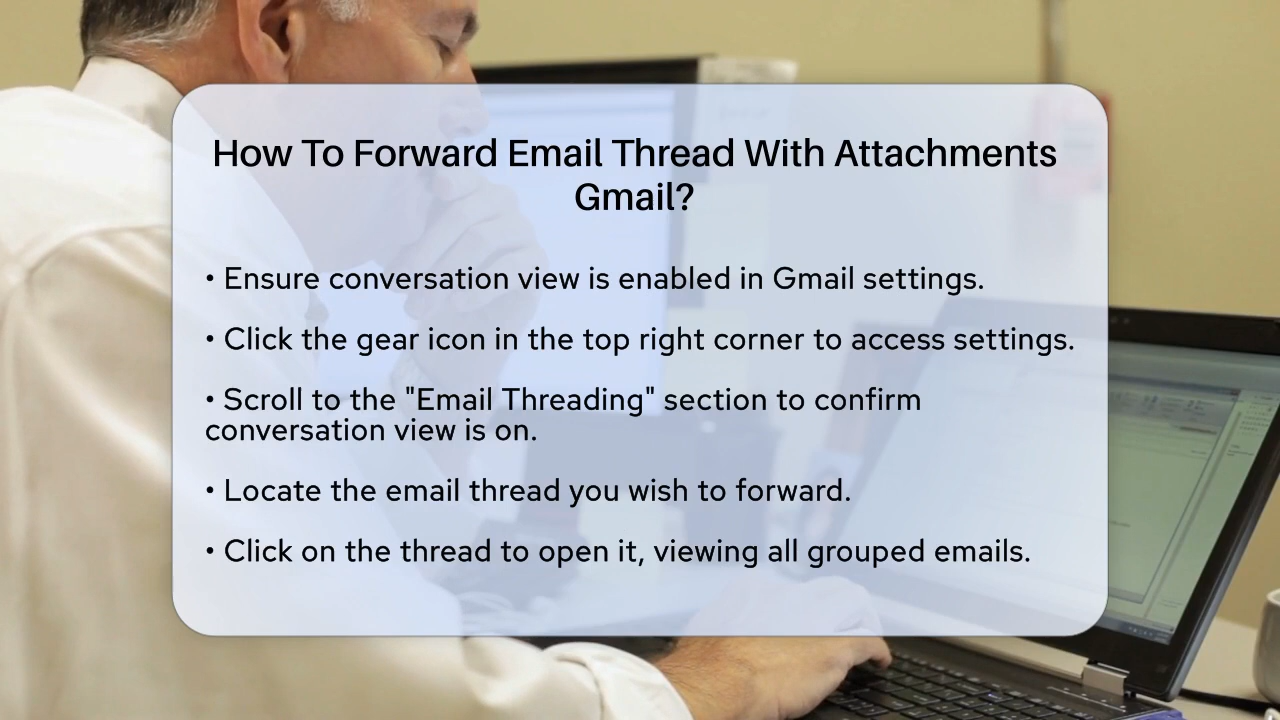 How To Forward Email Thread With Attachments
Gmail?
• Ensure conversation view is enabled in Gmail settings.
• Click the gear icon in the top right corner to access settings.
• Scroll to the "Email Threading" section to confirm
conversation view is on.
• Locate the email thread you wish to forward.
• Click on the thread to open it, viewing all grouped emails.